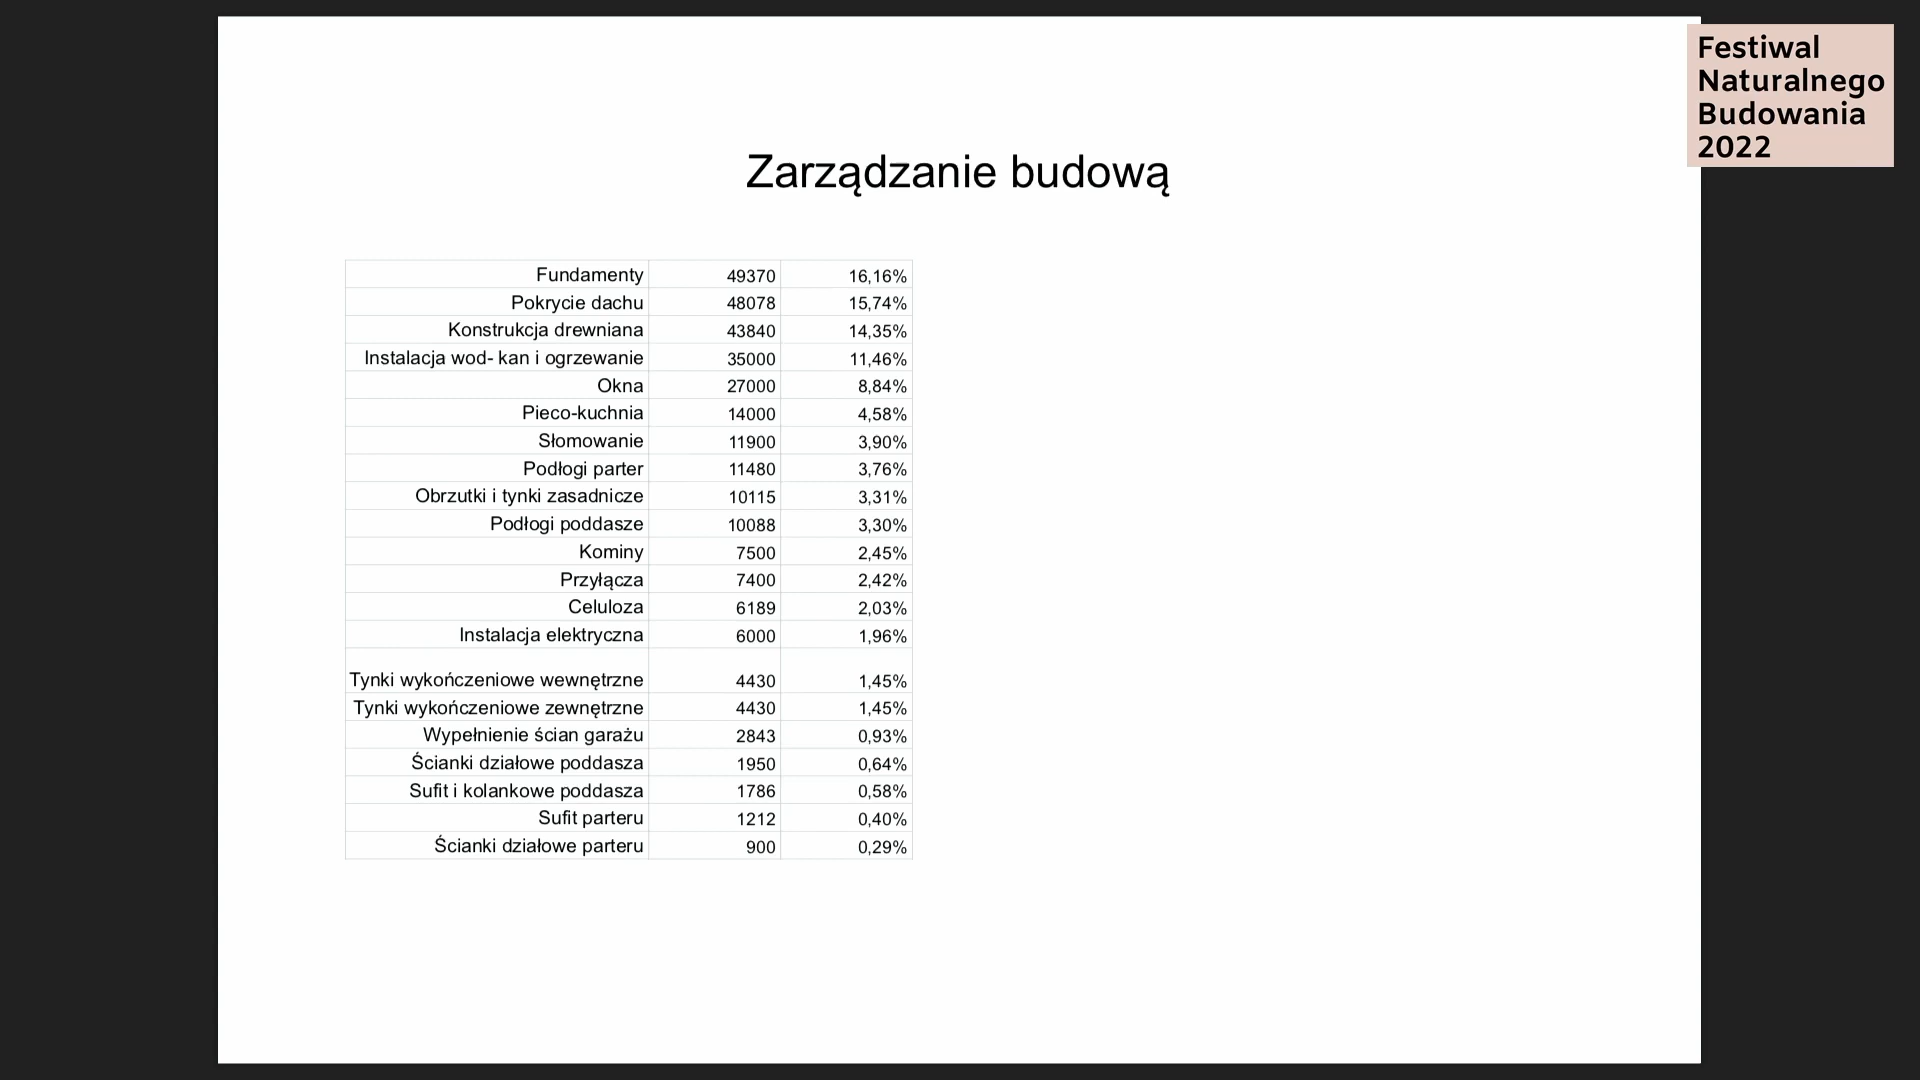 Festiwal
Naturalnego
Budowania
2022
Zarządzanie budową
Fundamenty 49370 16,16%
Pokrycie dachu 48078 15,74%
Konstrukcja drewniana 43840 14,35%
Instalacja wod- kan i ogrzewanie 35000 11,46%
Okna 27000 8,84%
Pieco-kuchnia 14000 4,58%
Słomowanie 11900 3,90%
Podłogi parter 11480 3,76%
Obrzutki i tynki zasadnicze 10115 3,31%
Podłogi poddasze 10088 3,30%
Kominy 7500 2,45%
Przyłącza 7400 2,42%
Celuloza 6189 2,03%
Instalacja elektryczna 6000 1,96%
Tynki wykończeniowe wewnętrzne 4430 1,45%
Tynki wykończeniowe zewnętrzne 4430 1,45%
Wypełnienie ścian garażu 2843 0,93%
Ścianki działowe poddasza 1950 0,64%
Sufit i kolankowe poddasza 1786 0,58%
Sufit parteru 1212 0,40%
Ścianki działowe parteru 900 0,29%